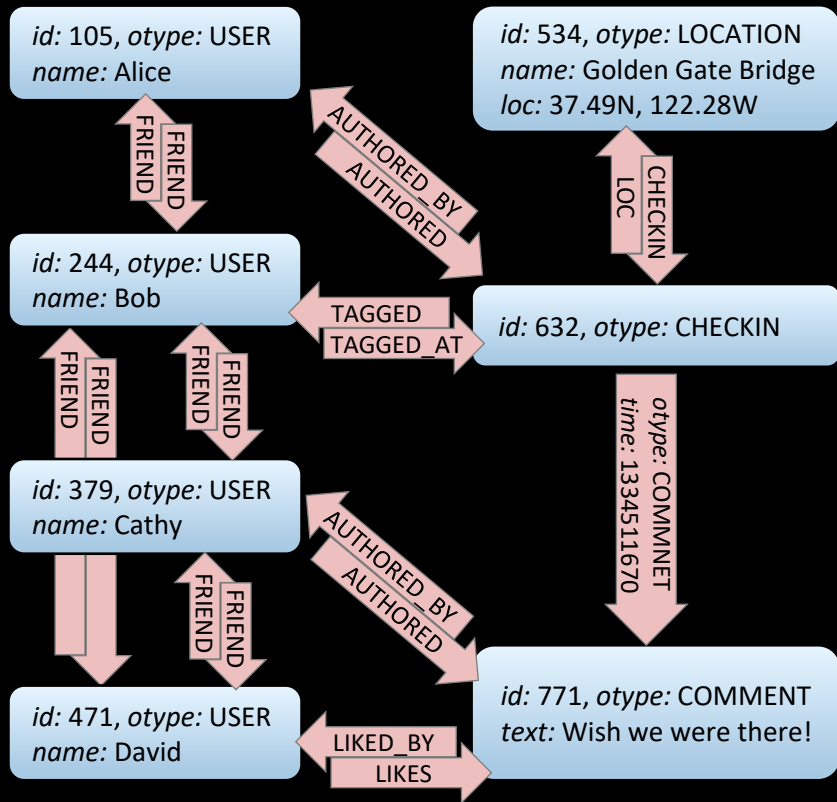 id: 105, otype: USER
name: Alice
id: 534, otype: LOCATION
name: Golden Gate Bridge
loc: 37.49N, 122.28W
FRIEND
FRIEND
AUTHORED_BY
AUTHORED
CHECKIN
LOC
id: 244, otype: USER
name: Bob
TAGGED
TAGGED_AT
id: 632, otype: CHECKIN
FRIEND
FRIEND
FRIEND
FRIEND
otype: COMMNET
time: 13345111670
id: 379, otype: USER
name: Cathy
AUTHORED_BY
AUTHORED
FRIEND
FRIEND
id: 471, otype: USER
name: David
LIKED_BY
LIKES
id: 771, otype: COMMENT
text: Wish we were there!